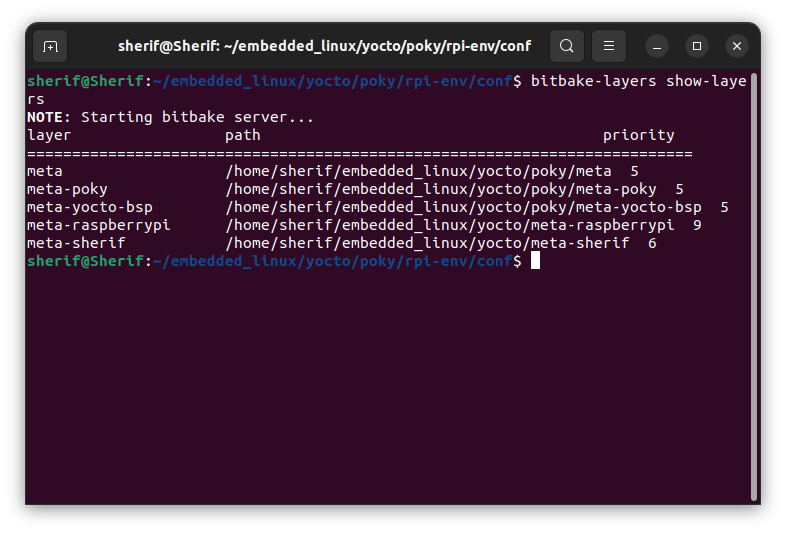 sherif@Sherif: ~/embedded_linux/yocto/poky/rpi-env/conf
sherif@Sherif:~/embedded_linux/yocto/poky/rpi-env/conf$ bitbake-layers show-laye
rs
NOTE: Starting bitbake server...
layer                 path                                      priority
==========================================================================
meta                  /home/sherif/embedded_linux/yocto/poky/meta  5
meta-poky             /home/sherif/embedded_linux/yocto/poky/meta-poky  5
meta-yocto-bsp        /home/sherif/embedded_linux/yocto/poky/meta-yocto-bsp  5
meta-raspberrypi      /home/sherif/embedded_linux/yocto/meta-raspberrypi  9
meta-sherif           /home/sherif/embedded_linux/yocto/meta-sherif  6
sherif@Sherif:~/embedded_linux/yocto/poky/rpi-env/conf$